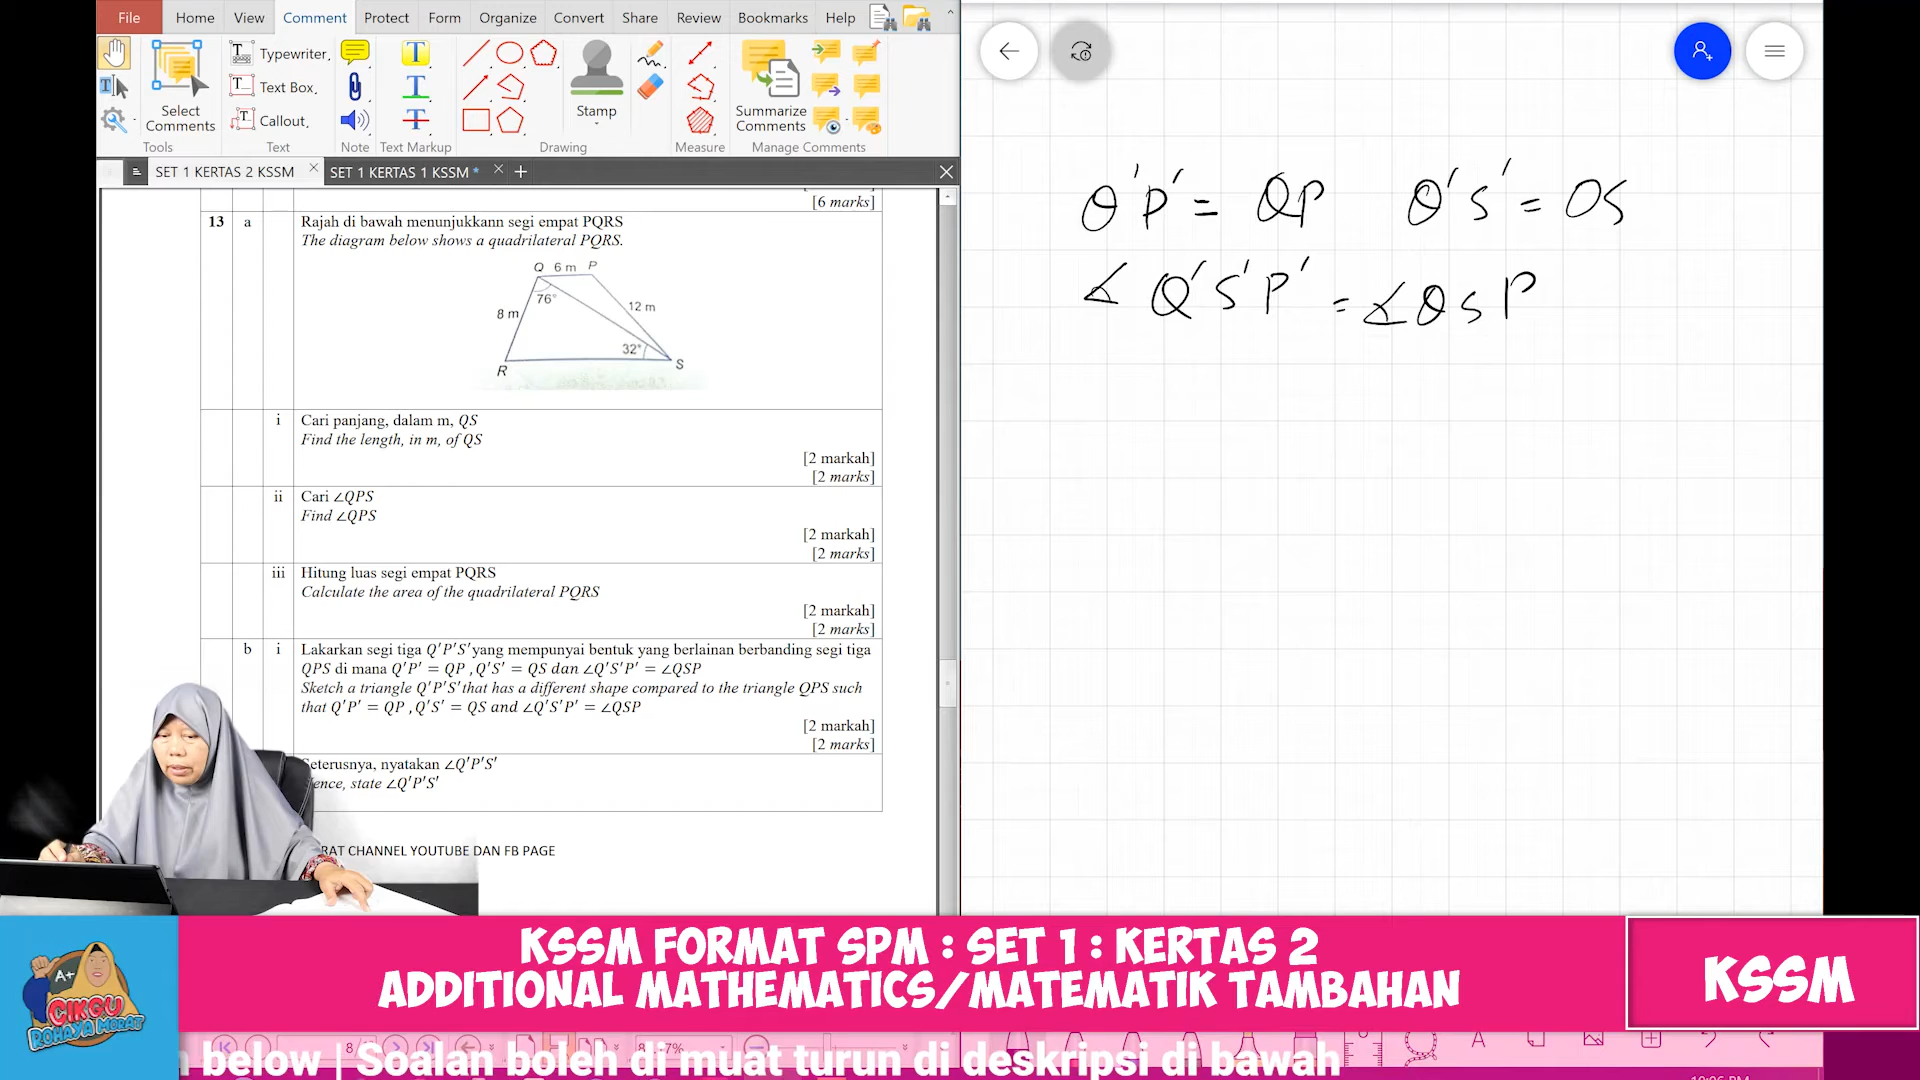 File Home View Comment Protect Form Organize Convert Share Review Bookmarks Help
Typewriter
Text Box
Callout
Select Comments
Stamp
Summarize Comments
Tools Text Note Text Markup Drawing Measure Manage Comments
SET 1 KERTAS 2 KSSM SET 1 KERTAS 1 KSSM *
[6 marks]
13 a Rajah di bawah menunjukkann segi empat PQRS
The diagram below shows a quadrilateral PQRS.
Q 6 m P
76°
8 m 12 m
32°
R S
i Cari panjang, dalam m, QS
Find the length, in m, of QS
[2 markah]
[2 marks]
ii Cari ∠QPS
Find ∠QPS
[2 markah]
[2 marks]
iii Hitung luas segi empat PQRS
Calculate the area of the quadrilateral PQRS
[2 markah]
[2 marks]
b i Lakarkan segi tiga Q'P'S' yang mempunyai bentuk yang berlainan berbanding segi tiga
QPS di mana Q'P' = QP , Q'S' = QS dan ∠Q'S'P' = ∠QSP
Sketch a triangle Q'P'S' that has a different shape compared to the triangle QPS such
that Q'P' = QP , Q'S' = QS and ∠Q'S'P' = ∠QSP
[2 markah]
[2 marks]
Seterusnya, nyatakan ∠Q'P'S'
Hence, state ∠Q'P'S'
CHANNEL YOUTUBE DAN FB PAGE
Q'P' = QP Q'S' = QS
∡ Q'S'P' = ∡QSP
A+
CIKGU
ROHAYA MORAT
KSSM FORMAT SPM : SET 1 : KERTAS 2
ADDITIONAL MATHEMATICS/MATEMATIK TAMBAHAN
KSSM
below | Soalan boleh di muat turun di deskripsi di bawah